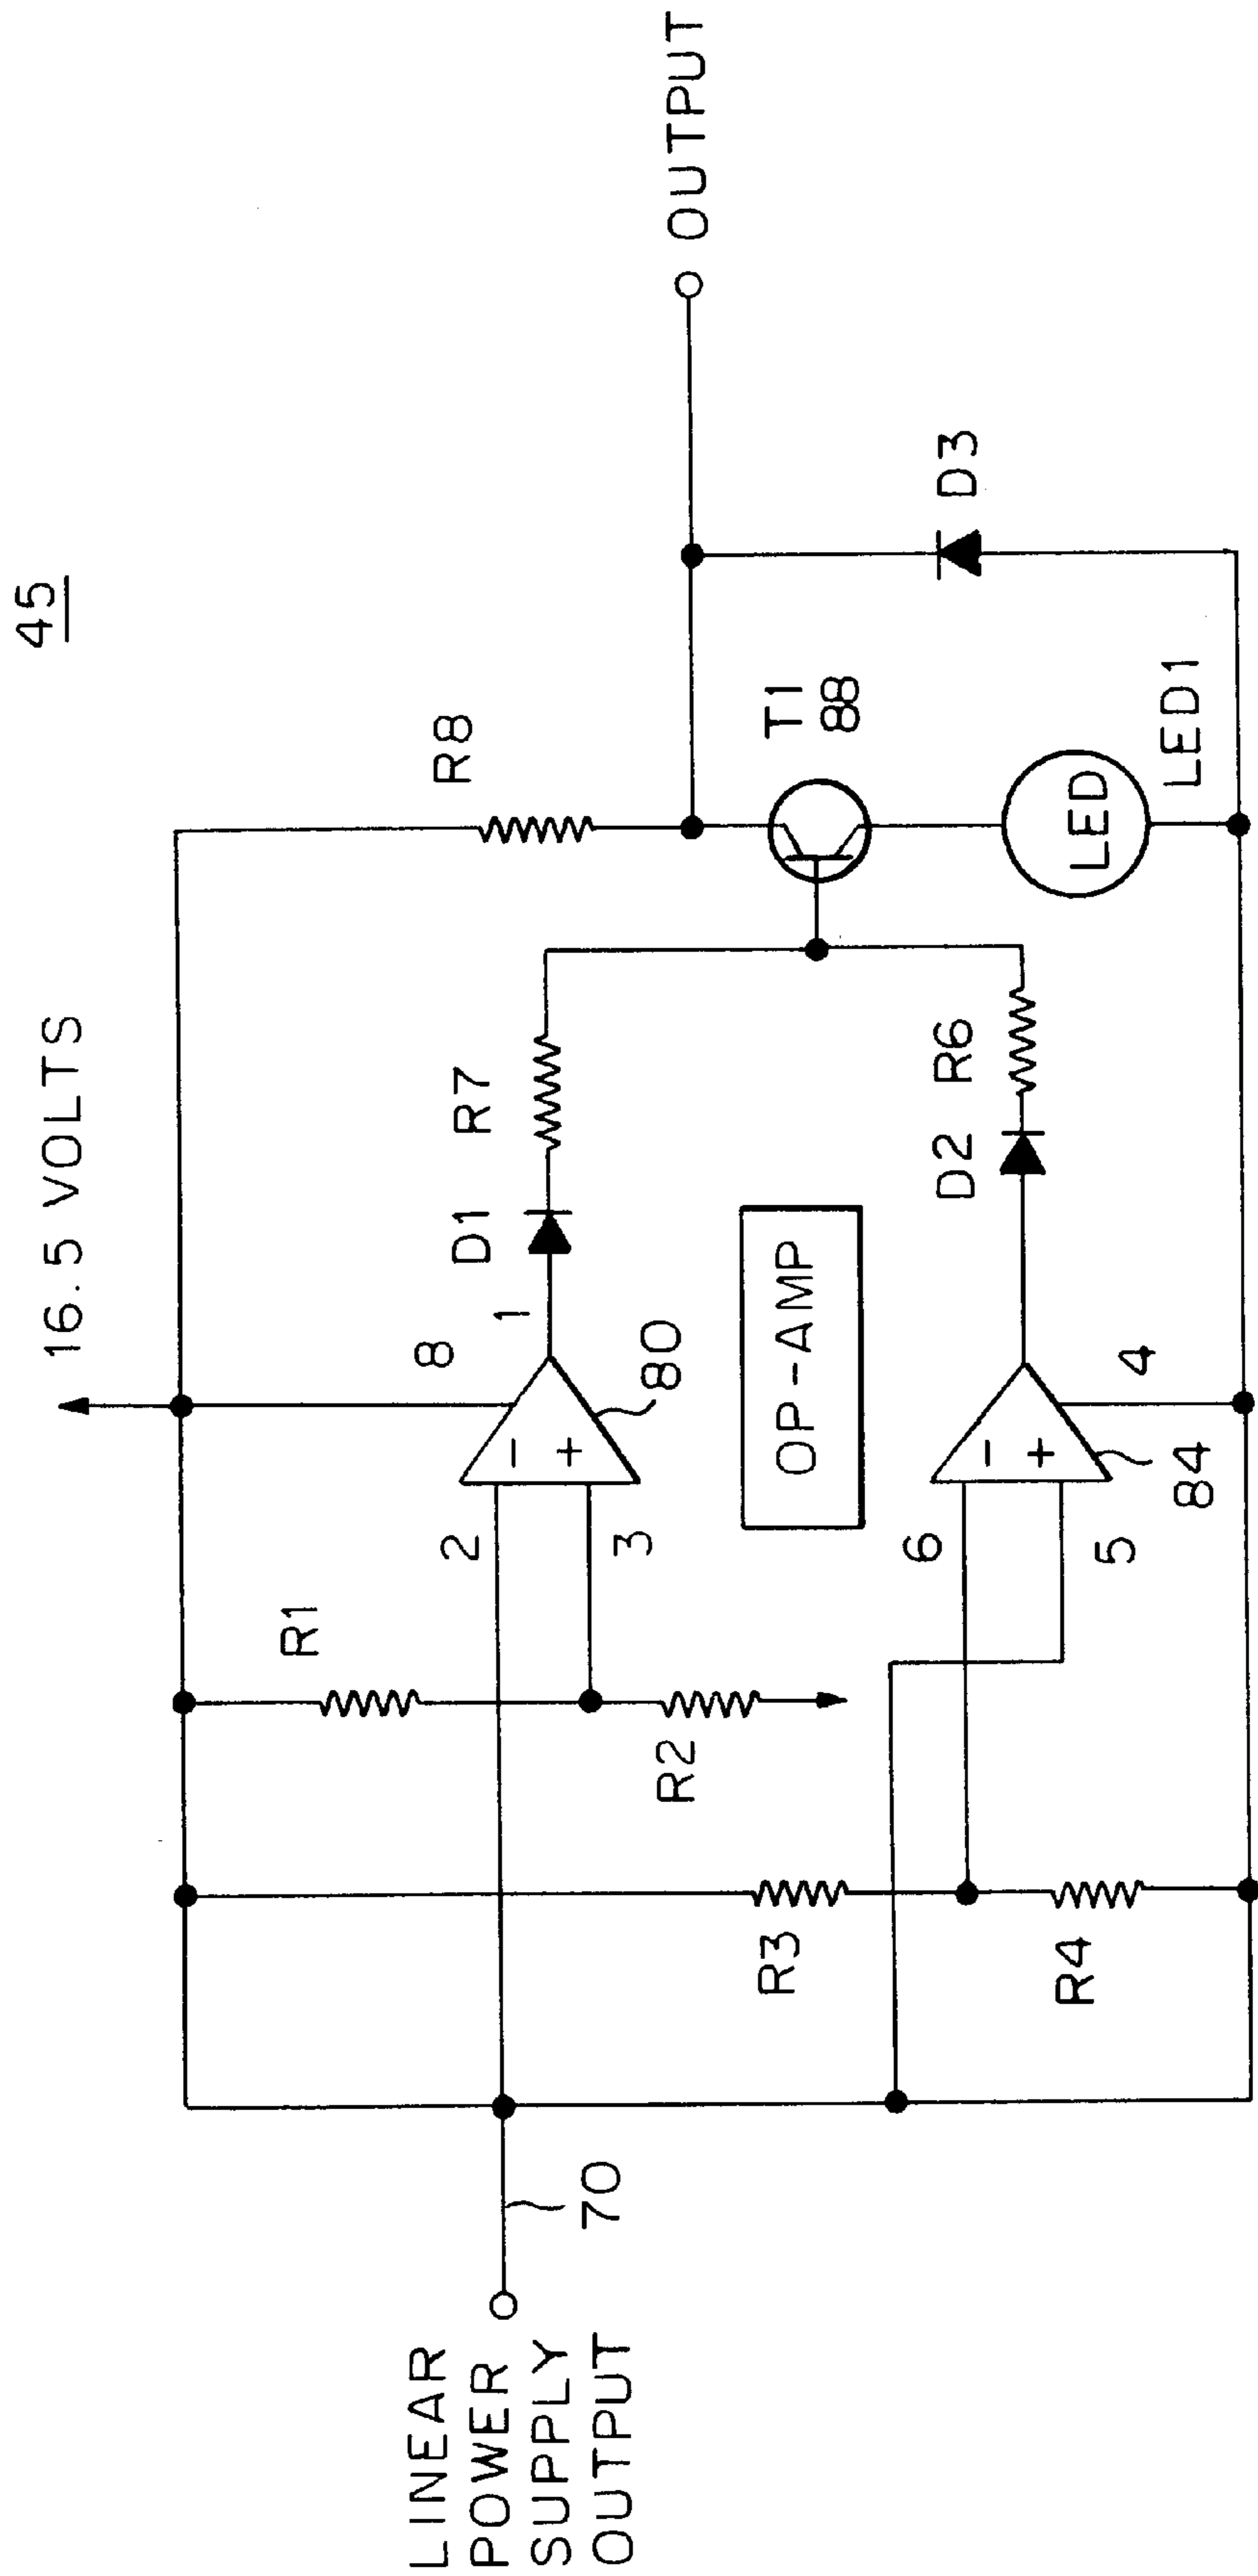 45
16.5 VOLTS
R8
OUTPUT
R1
8
D1
R7
1
2
3
80
T1
88
D3
R2
OP-AMP
R3
6
5
D2
R6
4
84
LED
LED1
R4
LINEAR
POWER
SUPPLY
OUTPUT
70
-
+
-
+